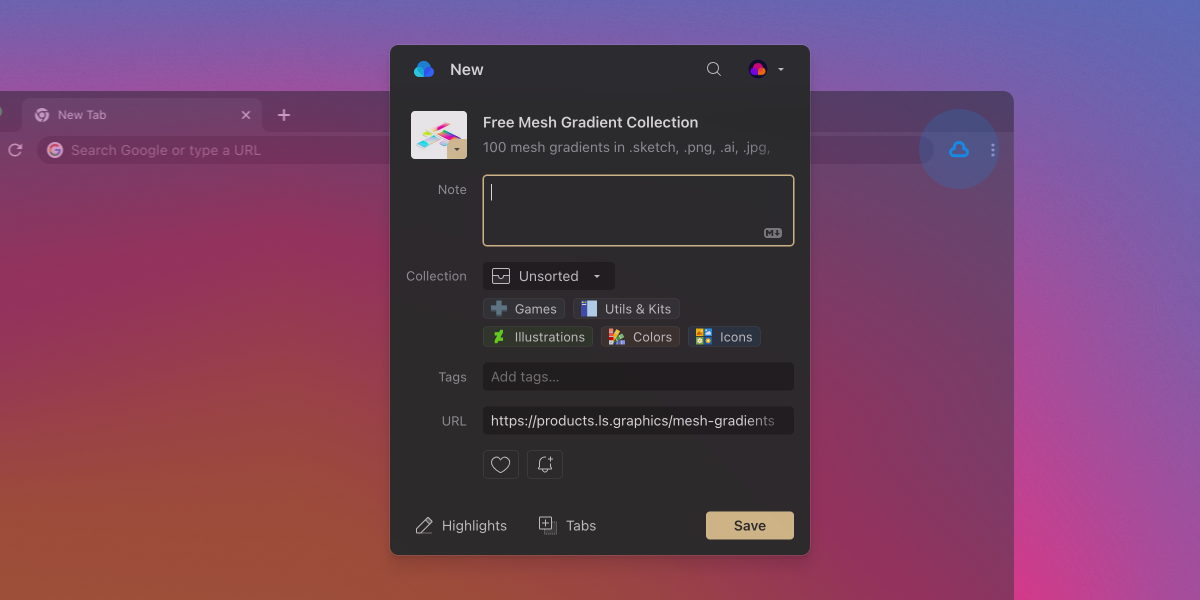 New
New Tab
Search Google or type a URL
Free Mesh Gradient Collection
100 mesh gradients in .sketch, .png, .ai, .jpg,
Note
M
Collection
Unsorted
Games
Utils & Kits
Illustrations
Colors
Icons
Tags
Add tags...
URL
https://products.ls.graphics/mesh-gradients
Highlights
Tabs
Save